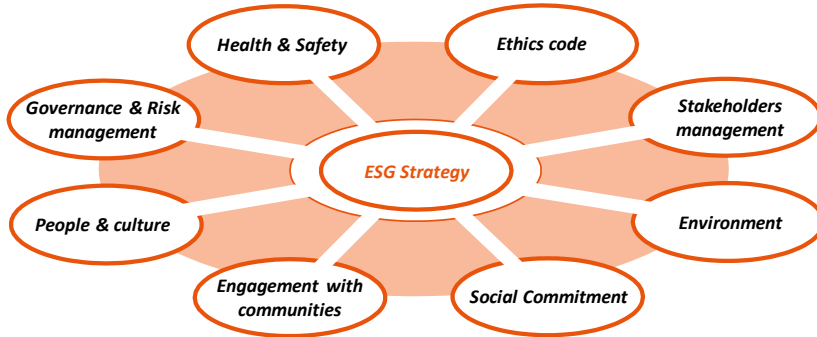 Health & Safety
Ethics code
Governance & Risk
management
Stakeholders
management
ESG Strategy
People & culture
Environment
Engagement with
communities
Social Commitment